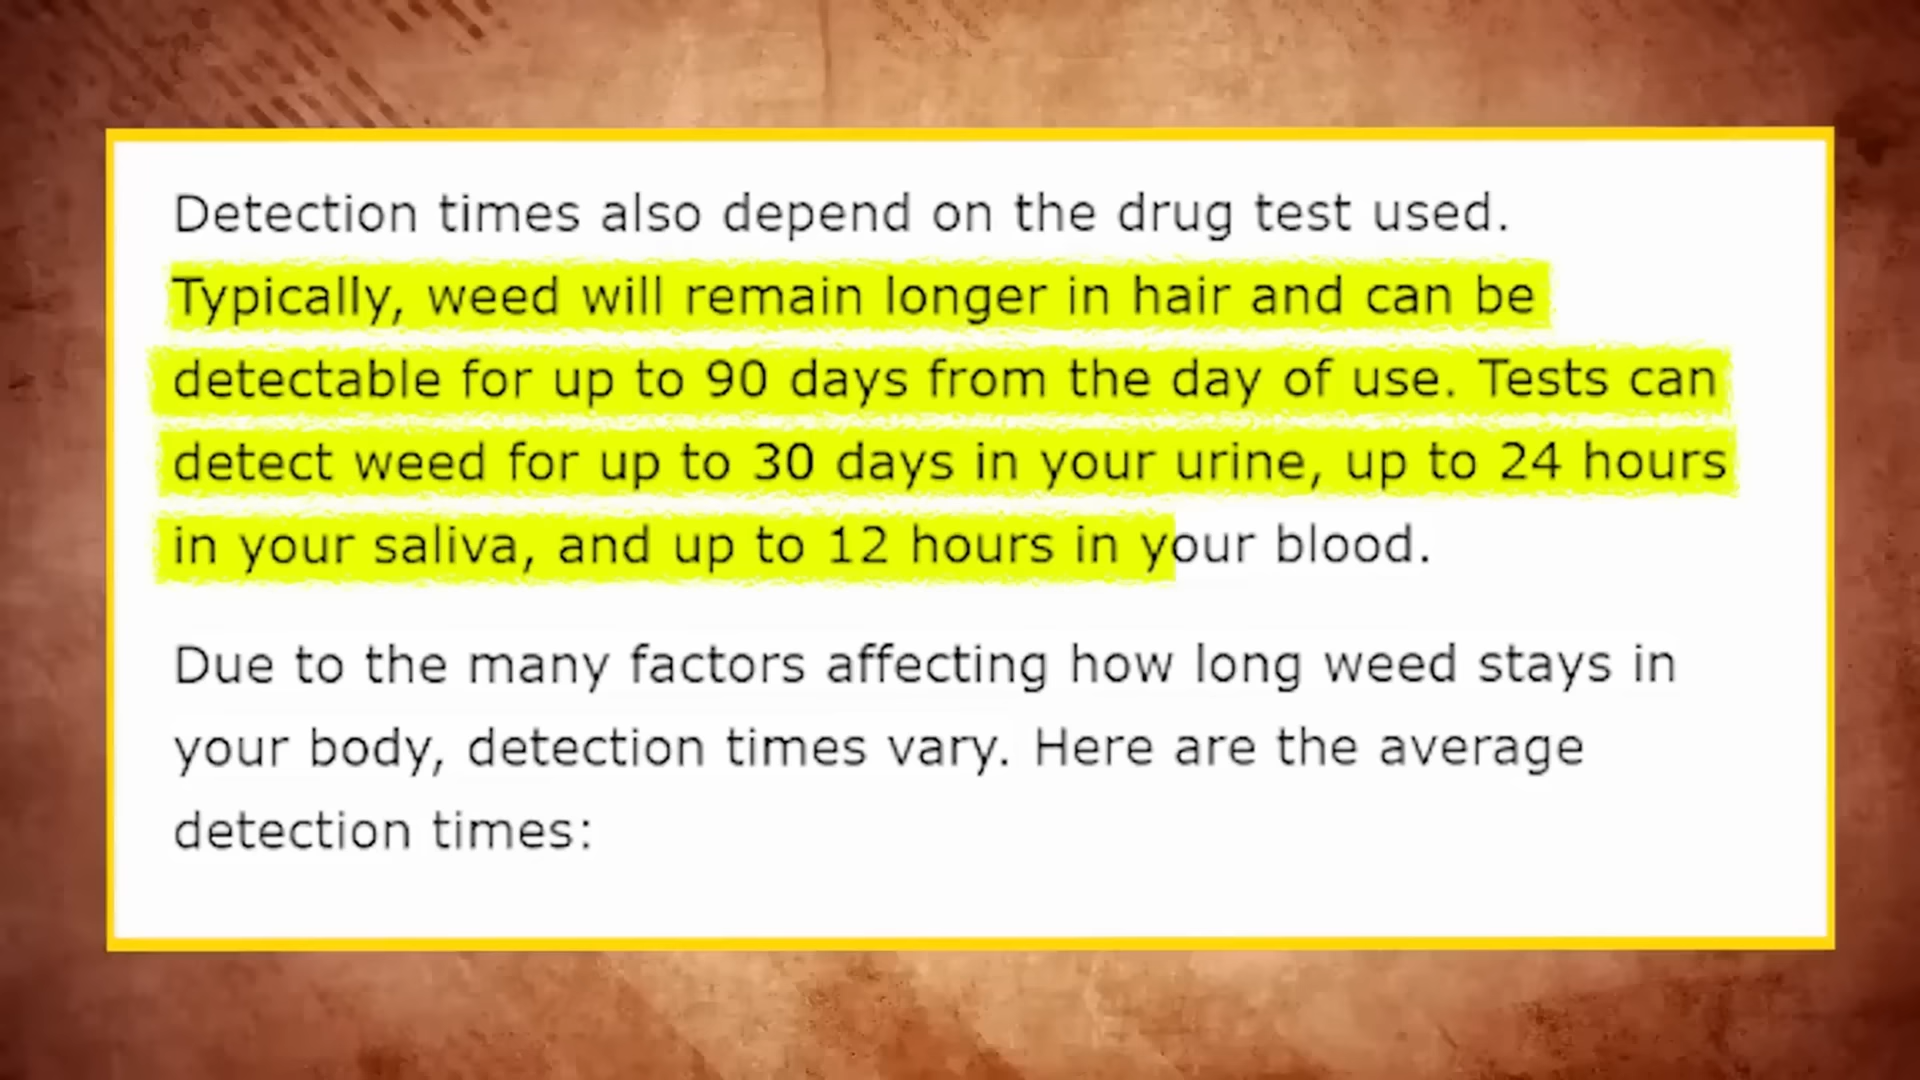 Detection times also depend on the drug test used.
Typically, weed will remain longer in hair and can be
detectable for up to 90 days from the day of use. Tests can
detect weed for up to 30 days in your urine, up to 24 hours
in your saliva, and up to 12 hours in your blood.
Due to the many factors affecting how long weed stays in
your body, detection times vary. Here are the average
detection times: